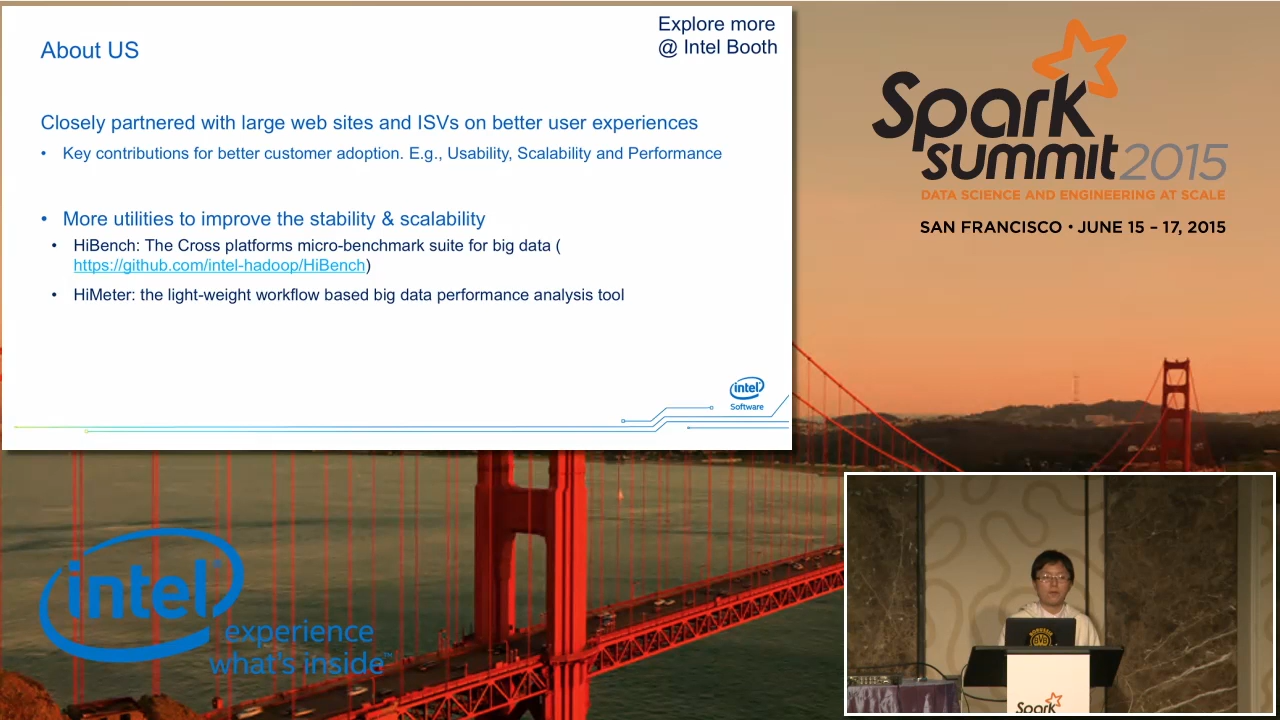 About US
Explore more
@ Intel Booth
Closely partnered with large web sites and ISVs on better user experiences
• Key contributions for better customer adoption. E.g., Usability, Scalability and Performance
• More utilities to improve the stability & scalability
• HiBench: The Cross platforms micro-benchmark suite for big data (
https://github.com/intel-hadoop/HiBench)
• HiMeter: the light-weight workflow based big data performance analysis tool
intel
Software
Spark
summit 2015
DATA SCIENCE AND ENGINEERING AT SCALE
SAN FRANCISCO • JUNE 15 – 17, 2015
intel®
experience
what's inside™
BVB
Spark